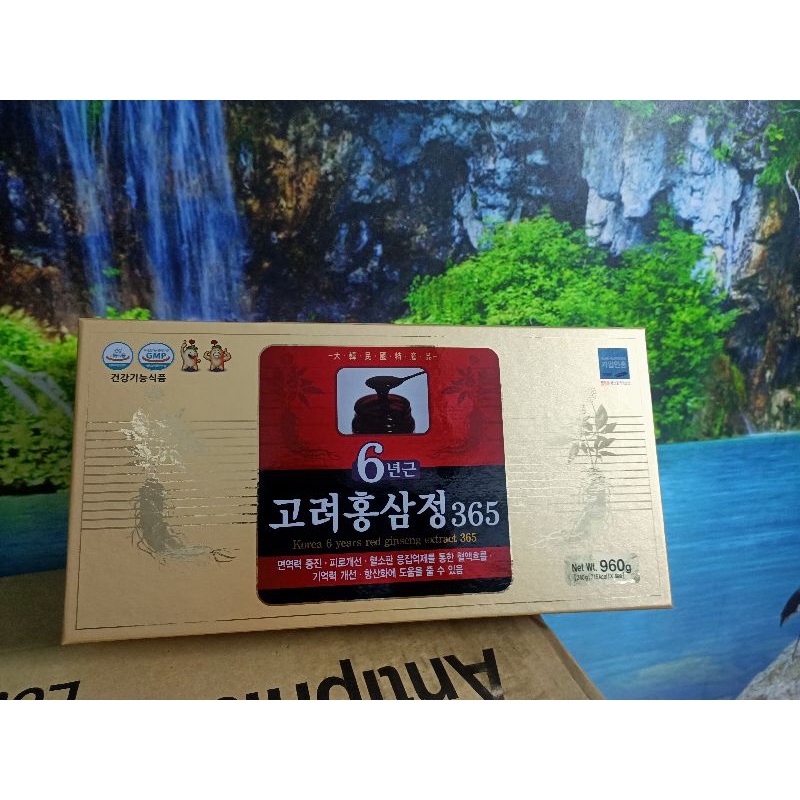 GMP
건강기능식품
大·韓·民·國·特·産·品
6년근
고려홍삼정365
Korea 6 years red ginseng extract 365
면역력 증진·피로개선·혈소판 응집억제를 통한 혈액흐름·
기억력 개선·항산화에 도움을 줄 수 있음
Net Wt. 960g